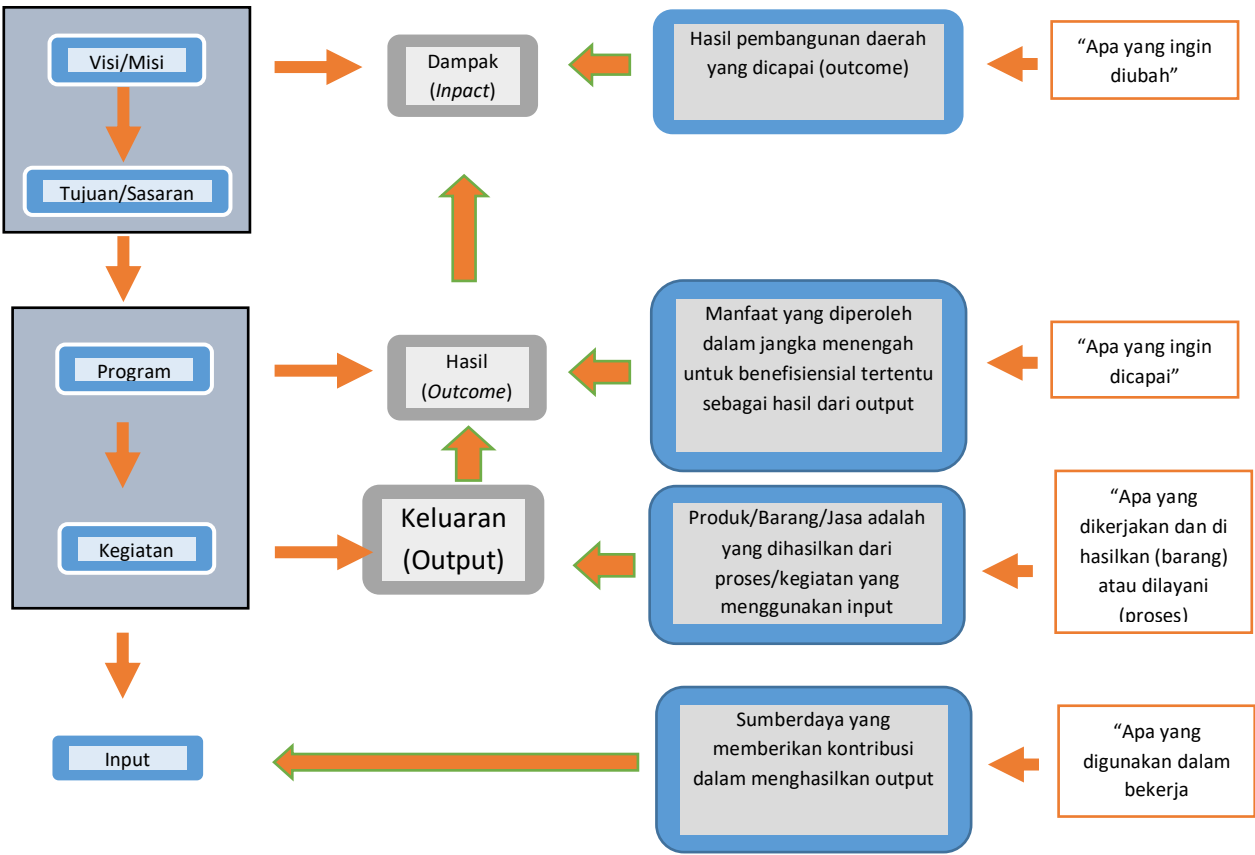 Visi/Misi
Dampak
(Inpact)
Hasil pembangunan daerah
yang dicapai (outcome)
“Apa yang ingin
diubah”
Tujuan/Sasaran
Program
Hasil
(Outcome)
Manfaat yang diperoleh
dalam jangka menengah
untuk benefisiensial tertentu
sebagai hasil dari output
“Apa yang ingin
dicapai”
Kegiatan
Keluaran
(Output)
Produk/Barang/Jasa adalah
yang dihasilkan dari
proses/kegiatan yang
menggunakan input
“Apa yang
dikerjakan dan di
hasilkan (barang)
atau dilayani
(proses)
Input
Sumberdaya yang
memberikan kontribusi
dalam menghasilkan output
“Apa yang
digunakan dalam
bekerja